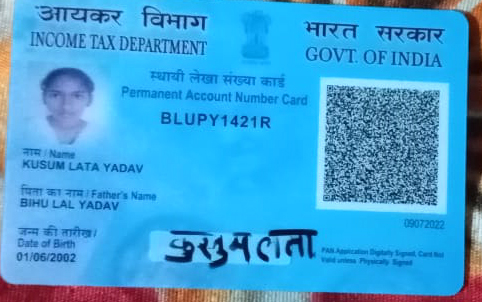 आयकर विभाग
INCOME TAX DEPARTMENT
भारत सरकार
GOVT. OF INDIA
स्थायी लेखा संख्या कार्ड
Permanent Account Number Card
BLUPY1421R
नाम / Name
KUSUM LATA YADAV
पिता का नाम / Father's Name
BIHU LAL YADAV
जन्म की तारीख /
Date of Birth
01/06/2002
कुसुम लता
09072022
PAN Application Digitally Signed, Card Not
Valid unless Physically Signed